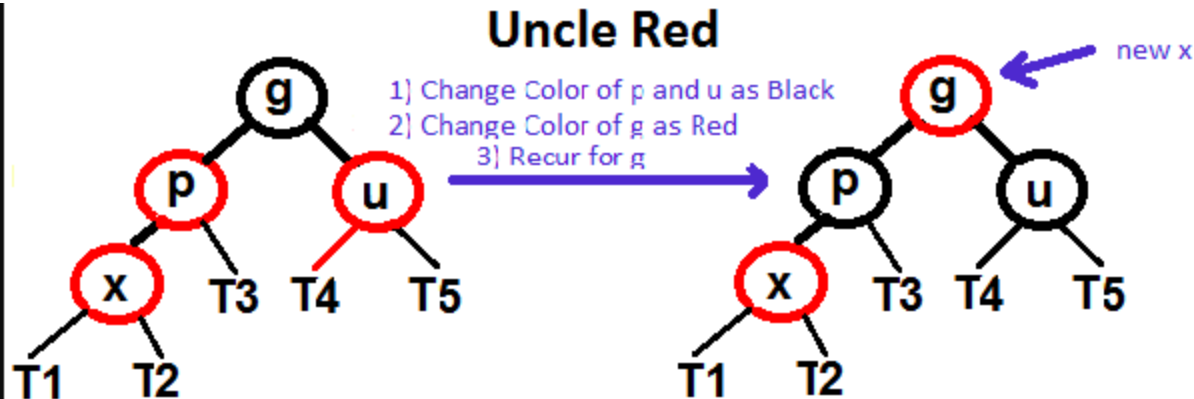 Uncle Red
new x
g
1) Change Color of p and u as Black
g
2) Change Color of g as Red
3) Recur for g
p
u
p
u
x
T3
T4
T5
x
T3
T4
T5
T1
T2
T1
T2